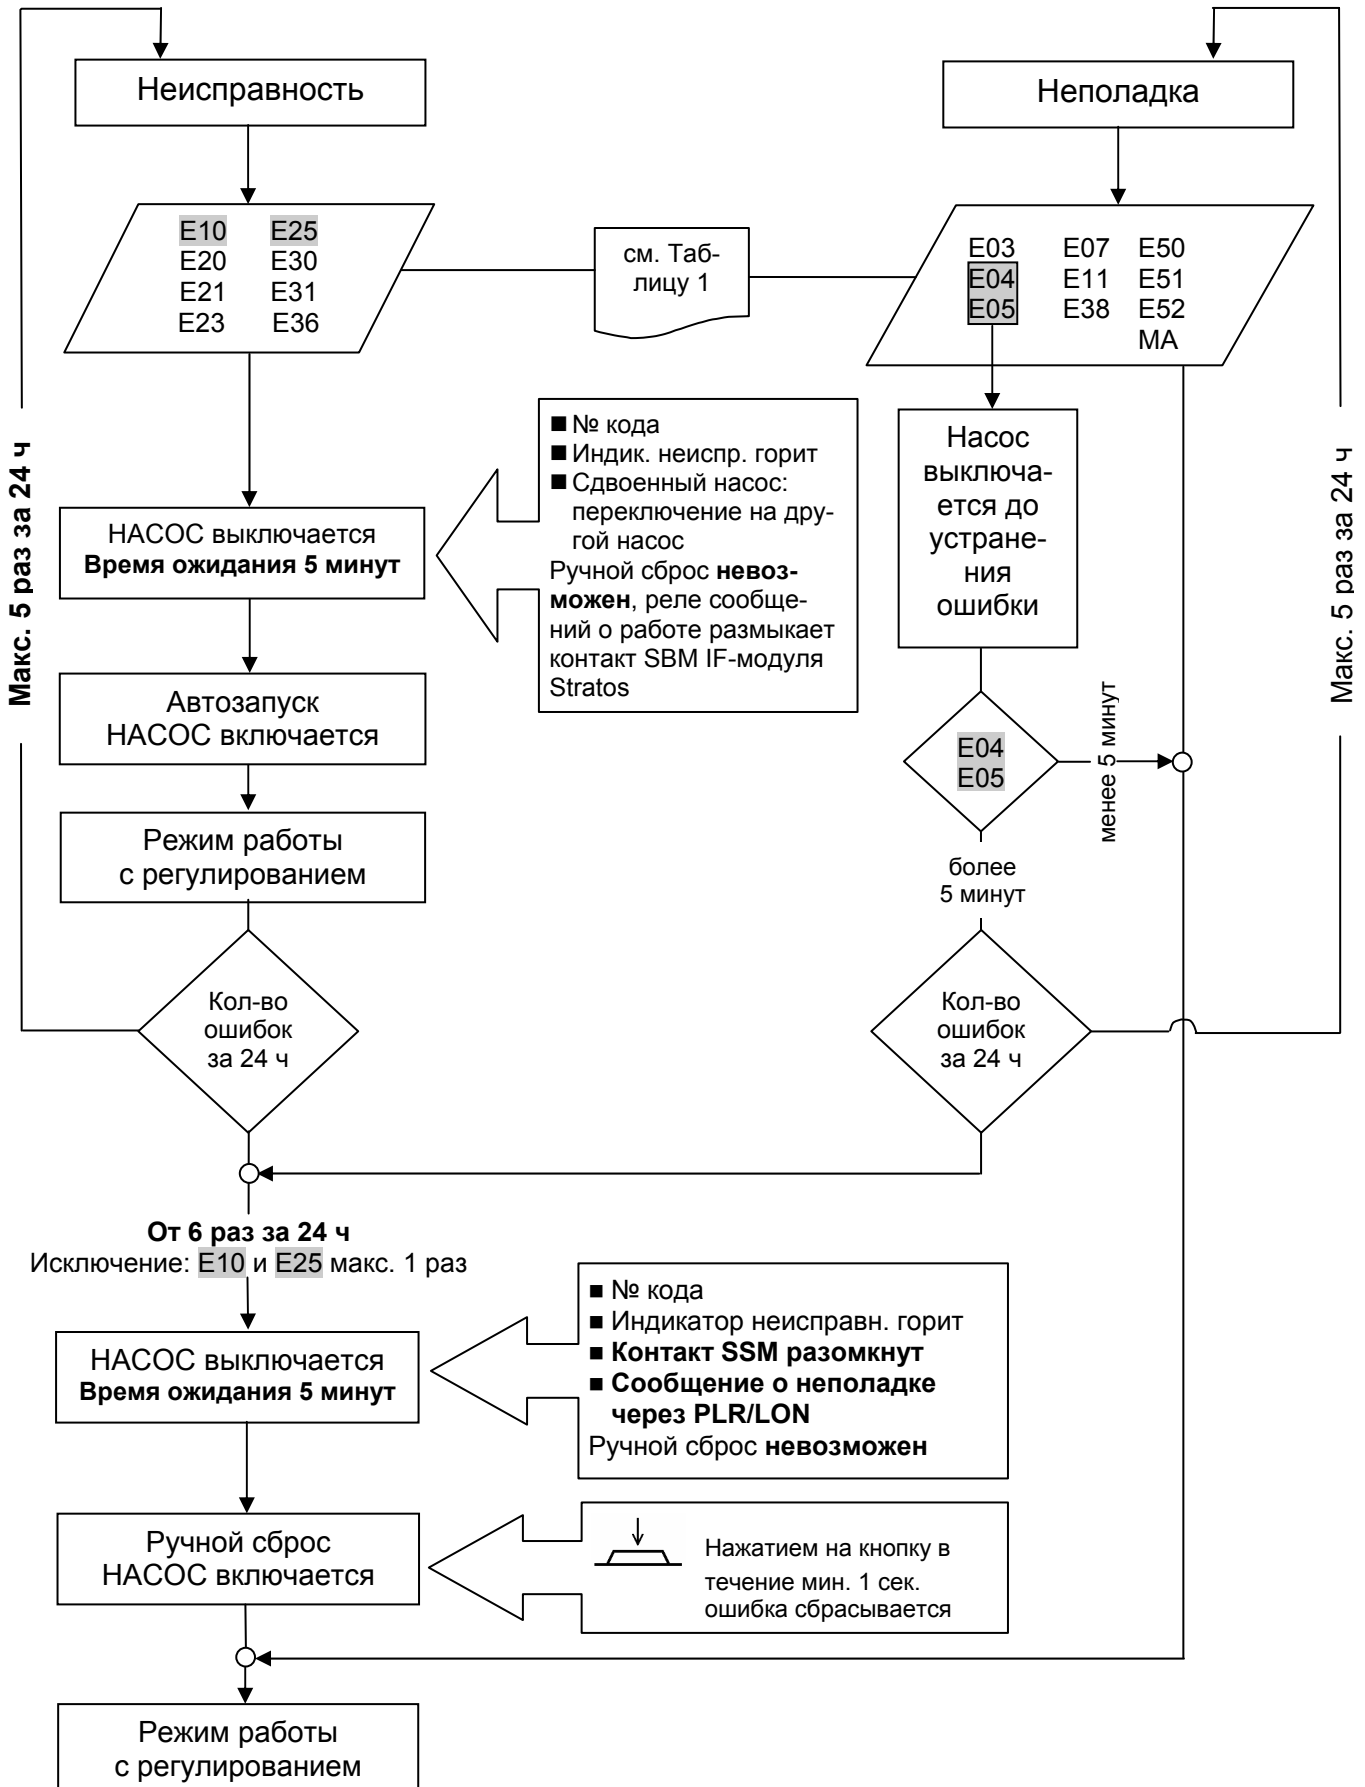 Неисправность
Неполадка
E10 E25
E20 E30
E21 E31
E23 E36
см. Таб-
лицу 1
E03 E07 E50
E04 E11 E51
E05 E38 E52
MA
Макс. 5 раз за 24 ч
■ № кода
■ Индик. неиспр. горит
■ Сдвоенный насос:
переключение на дру-
гой насос
Ручной сброс невоз-
можен, реле сообще-
ний о работе размыкает
контакт SBM IF-модуля
Stratos
Насос
выключа-
ется до
устране-
ния
ошибки
Макс. 5 раз за 24 ч
НАСОС выключается
Время ожидания 5 минут
Автозапуск
НАСОС включается
E04
E05
менее 5 минут
Режим работы
с регулированием
более
5 минут
Кол-во
ошибок
за 24 ч
Кол-во
ошибок
за 24 ч
От 6 раз за 24 ч
Исключение: E10 и E25 макс. 1 раз
НАСОС выключается
Время ожидания 5 минут
■ № кода
■ Индикатор неисправн. горит
■ Контакт SSM разомкнут
■ Сообщение о неполадке
через PLR/LON
Ручной сброс невозможен
Ручной сброс
НАСОС включается
Нажатием на кнопку в
течение мин. 1 сек.
ошибка сбрасывается
Режим работы
с регулированием